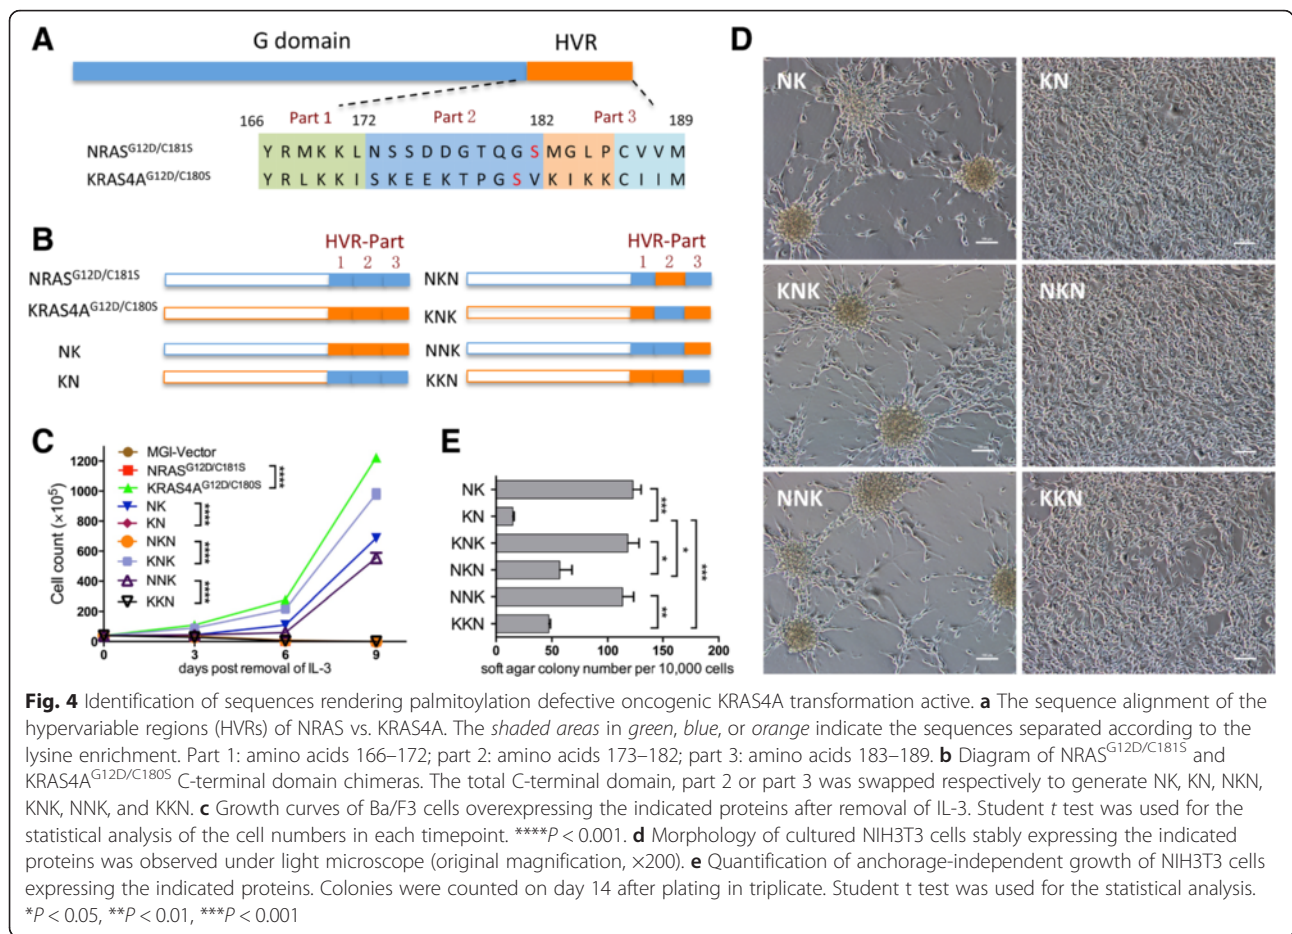 A
G domain
HVR
166
Part 1
172
Part 2
182
Part 3
189
NRASG12D/C181S
Y R M K K L N S S D D G T Q G S M G L P C V V M
KRAS4AG12D/C180S
Y R L K K I S K E E K T P G S V K I K K C I I M
B
HVR-Part
1 2 3
NRASG12D/C181S
KRAS4AG12D/C180S
NK
KN
HVR-Part
1 2 3
NKN
KNK
NNK
KKN
C
Cell count (×10⁵)
1200
1000
800
600
400
200
0
0 3 6 9
days post removal of IL-3
MGI-Vector
NRASG12D/C181S
KRAS4AG12D/C180S
NK
KN
NKN
KNK
NNK
KKN
****
****
****
****
E
NK
KN
KNK
NKN
NNK
KKN
***
*
**
*
***
0 50 100 150 200
soft agar colony number per 10,000 cells
D
NK
KN
KNK
NKN
NNK
KKN
Fig. 4 Identification of sequences rendering palmitoylation defective oncogenic KRAS4A transformation active. a The sequence alignment of the
hypervariable regions (HVRs) of NRAS vs. KRAS4A. The shaded areas in green, blue, or orange indicate the sequences separated according to the
lysine enrichment. Part 1: amino acids 166–172; part 2: amino acids 173–182; part 3: amino acids 183–189. b Diagram of NRASG12D/C181S and
KRAS4AG12D/C180S C-terminal domain chimeras. The total C-terminal domain, part 2 or part 3 was swapped respectively to generate NK, KN, NKN,
KNK, NNK, and KKN. c Growth curves of Ba/F3 cells overexpressing the indicated proteins after removal of IL-3. Student t test was used for the
statistical analysis of the cell numbers in each timepoint. ****P < 0.001. d Morphology of cultured NIH3T3 cells stably expressing the indicated
proteins was observed under light microscope (original magnification, ×200). e Quantification of anchorage-independent growth of NIH3T3 cells
expressing the indicated proteins. Colonies were counted on day 14 after plating in triplicate. Student t test was used for the statistical analysis.
*P < 0.05, **P < 0.01, ***P < 0.001